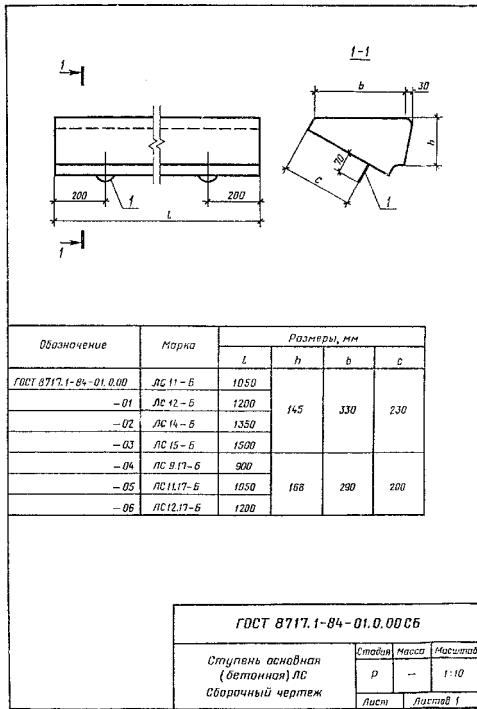 1-1
1
b
30
h
70
c
1
200
1
200
L
1
Обозначение Марка Размеры, мм
L h b c
ГОСТ 8717.1-84-01.0.00 ЛС 11-Б 1050
-01 ЛС 12-Б 1200 145 330 230
-02 ЛС 14-Б 1350
-03 ЛС 15-Б 1500
-04 ЛС 9.17-Б 900
-05 ЛС 11.17-Б 1050 168 290 200
-06 ЛС 12.17-Б 1200
ГОСТ 8717.1-84-01.0.00 СБ
Ступень основная
(бетонная) ЛС
Сборочный чертеж
Стадия Масса Масштаб
Р — 1:10
Лист Листов 1